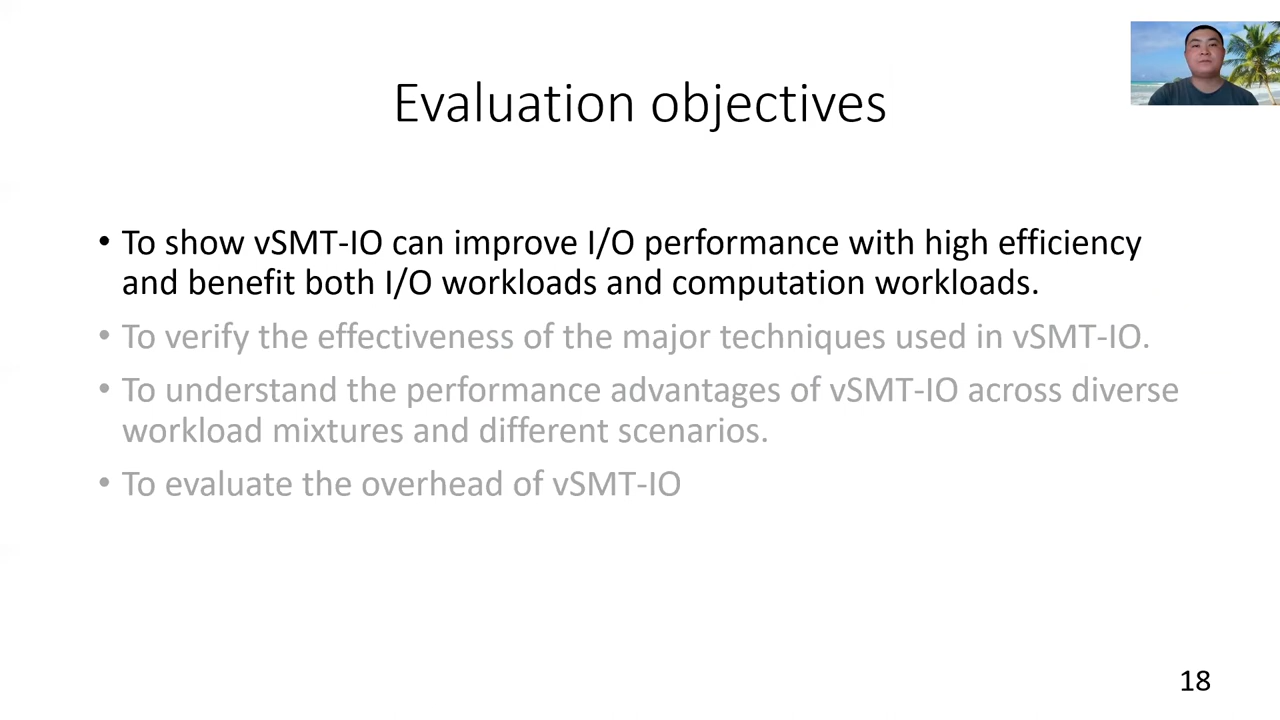 Evaluation objectives
• To show vSMT-IO can improve I/O performance with high efficiency
and benefit both I/O workloads and computation workloads.
• To verify the effectiveness of the major techniques used in vSMT-IO.
• To understand the performance advantages of vSMT-IO across diverse
workload mixtures and different scenarios.
• To evaluate the overhead of vSMT-IO
18